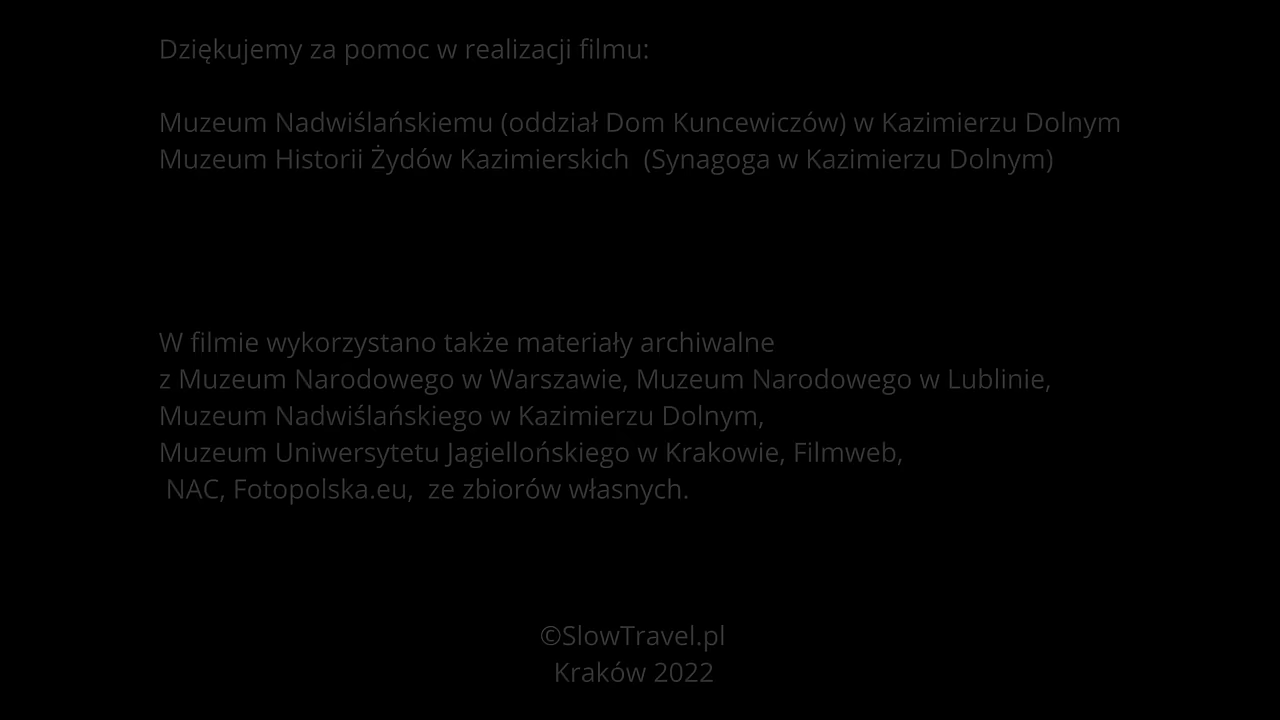 Dziękujemy za pomoc w realizacji filmu:
Muzeum Nadwiślańskiemu (oddział Dom Kuncewiczów) w Kazimierzu Dolnym
Muzeum Historii Żydów Kazimierskich (Synagoga w Kazimierzu Dolnym)
W filmie wykorzystano także materiały archiwalne
z Muzeum Narodowego w Warszawie, Muzeum Narodowego w Lublinie,
Muzeum Nadwiślańskiego w Kazimierzu Dolnym,
Muzeum Uniwersytetu Jagiellońskiego w Krakowie, Filmweb,
NAC, Fotopolska.eu, ze zbiorów własnych.
©SlowTravel.pl
Kraków 2022